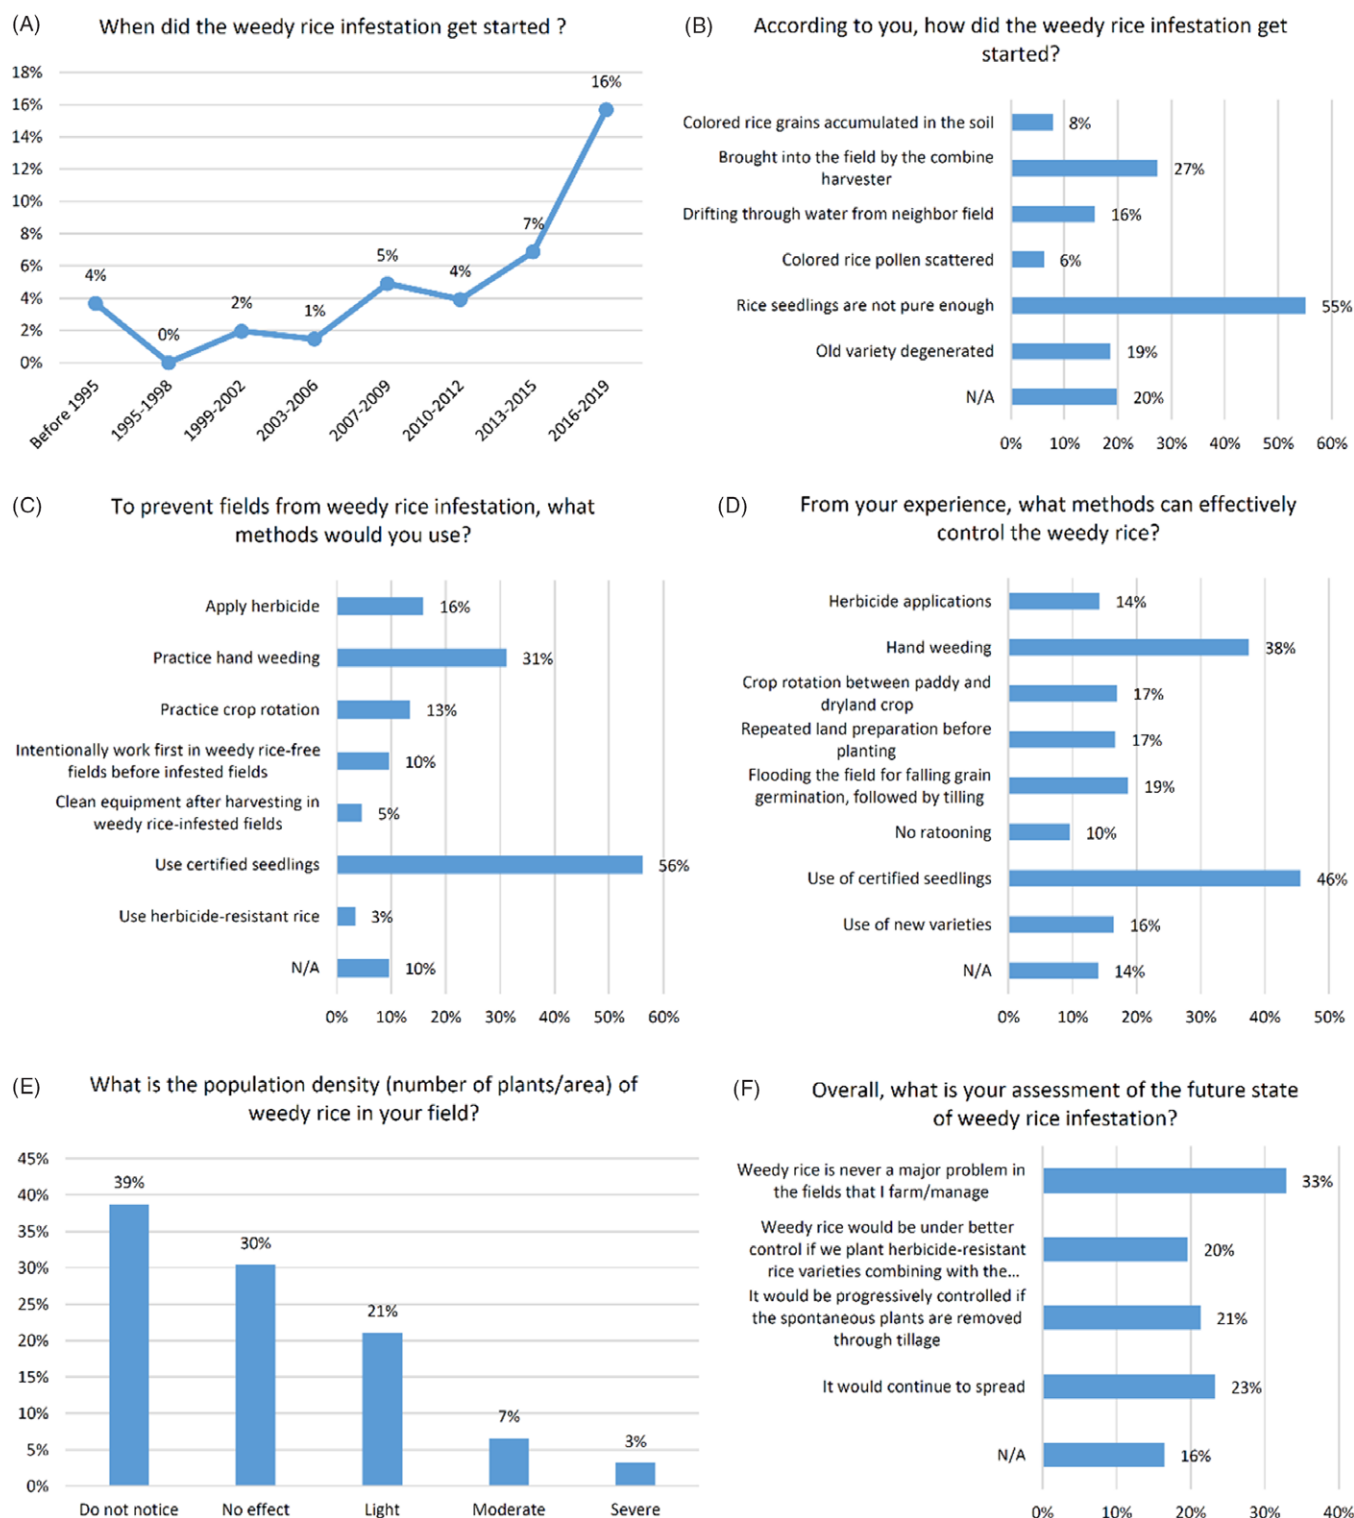 (A)
When did the weedy rice infestation get started ?
18%
16%
14%
12%
10%
8%
6%
4%
2%
0%
4%
0%
2%
1%
5%
4%
7%
16%
Before 1995
1995-1998
1999-2002
2003-2006
2007-2009
2010-2012
2013-2015
2016-2019
(B)
According to you, how did the weedy rice infestation get
started?
Colored rice grains accumulated in the soil
8%
Brought into the field by the combine
harvester
27%
Drifting through water from neighbor field
16%
Colored rice pollen scattered
6%
Rice seedlings are not pure enough
55%
Old variety degenerated
19%
N/A
20%
0% 10% 20% 30% 40% 50% 60%
(C)
To prevent fields from weedy rice infestation, what
methods would you use?
Apply herbicide
16%
Practice hand weeding
31%
Practice crop rotation
13%
Intentionally work first in weedy rice-free
fields before infested fields
10%
Clean equipment after harvesting in
weedy rice-infested fields
5%
Use certified seedlings
56%
Use herbicide-resistant rice
3%
N/A
10%
0% 10% 20% 30% 40% 50% 60%
(D)
From your experience, what methods can effectively
control the weedy rice?
Herbicide applications
14%
Hand weeding
38%
Crop rotation between paddy and
dryland crop
17%
Repeated land preparation before
planting
17%
Flooding the field for falling grain
germination, followed by tilling
19%
No ratooning
10%
Use of certified seedlings
46%
Use of new varieties
16%
N/A
14%
0% 10% 20% 30% 40% 50%
(E)
What is the population density (number of plants/area) of
weedy rice in your field?
45%
40%
35%
30%
25%
20%
15%
10%
5%
0%
39%
30%
21%
7%
3%
Do not notice
No effect
Light
Moderate
Severe
(F)
Overall, what is your assessment of the future state
of weedy rice infestation?
Weedy rice is never a major problem in
the fields that I farm/manage
33%
Weedy rice would be under better
control if we plant herbicide-resistant
rice varieties combining with the...
20%
It would be progressively controlled if
the spontaneous plants are removed
through tillage
21%
It would continue to spread
23%
N/A
16%
0% 10% 20% 30% 40%